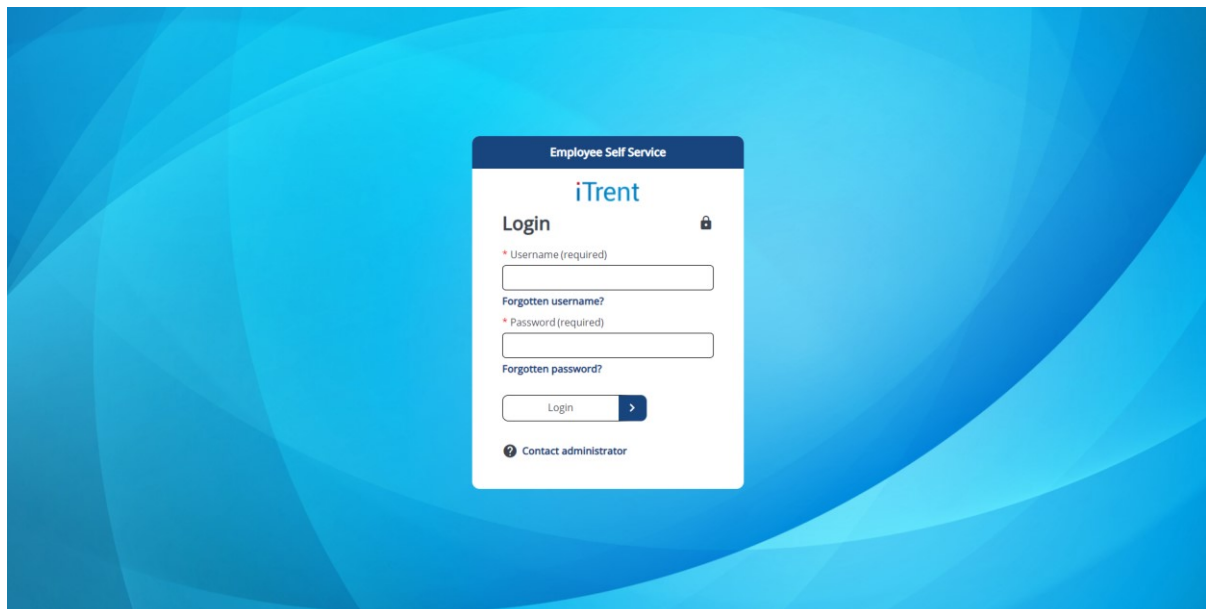 Employee Self Service
iTrent
Login
* Username (required)
Forgotten username?
* Password (required)
Forgotten password?
Login
Contact administrator